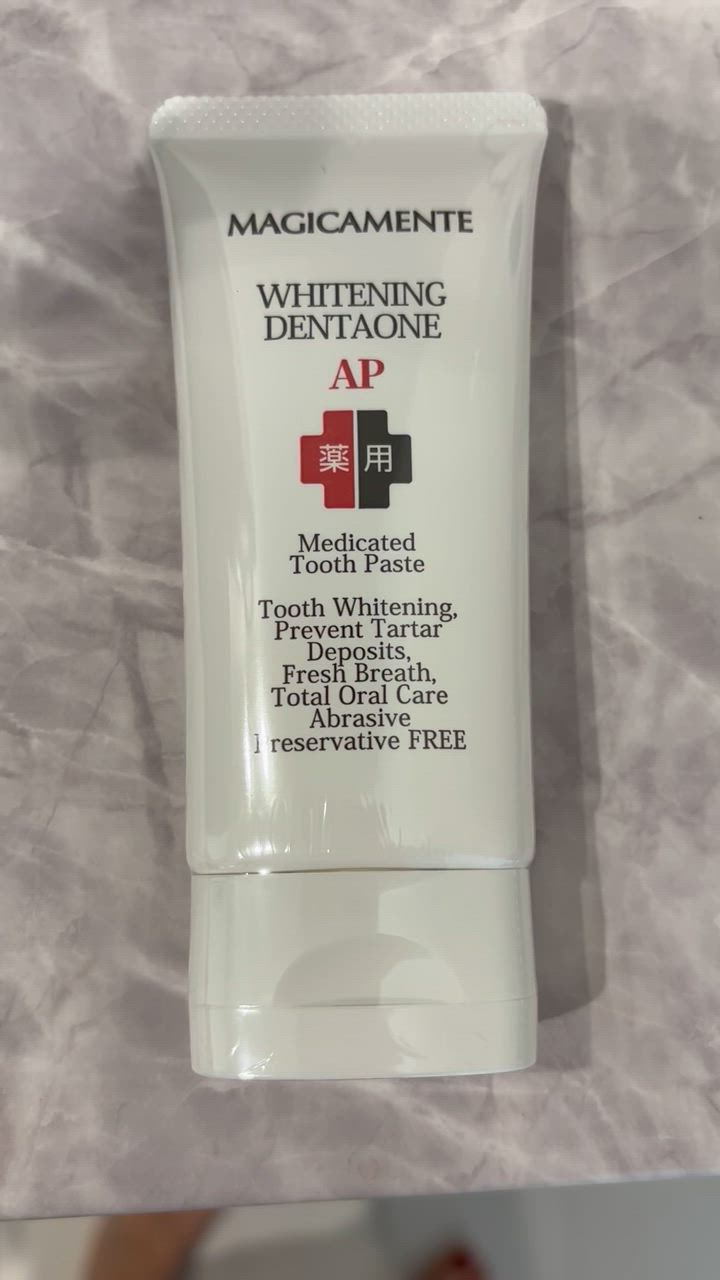 MAGICAMENTE
WHITENING
DENTAONE
AP
薬用
Medicated
Tooth Paste
Tooth Whitening,
Prevent Tartar
Deposits,
Fresh Breath,
Total Oral Care
Abrasive
Preservative FREE